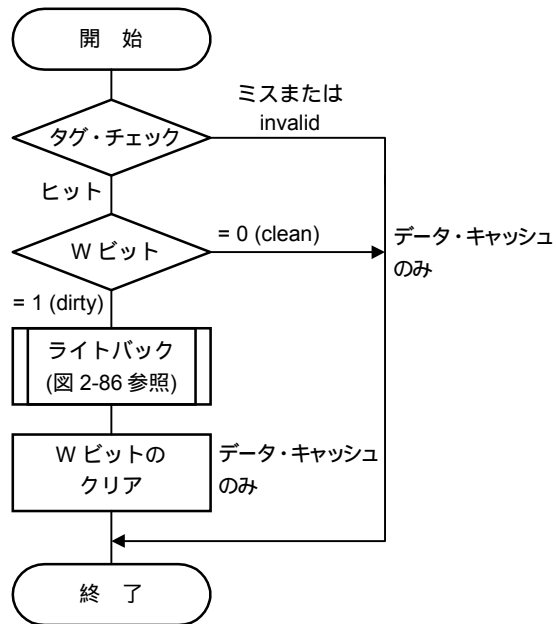 開 始
ミスまたは
invalid
タグ・チェック
ヒット
W ビット
= 0 (clean)
データ・キャッシュ
のみ
= 1 (dirty)
ライトバック
(図 2-86 参照)
W ビットの
クリア
データ・キャッシュ
のみ
終 了